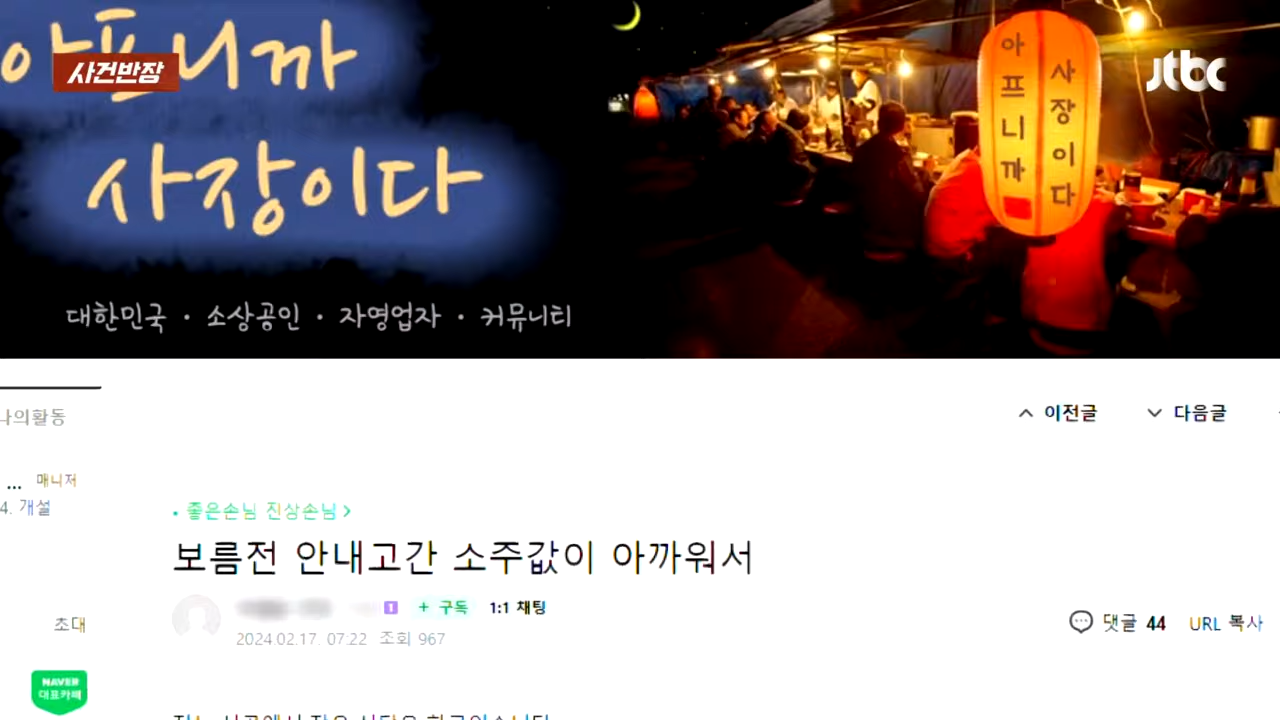 아프니까
사장이다
사건반장
jtbc
아프니까
사장이다
대한민국 · 소상공인 · 자영업자 · 커뮤니티
나의활동
이전글
다음글
... 매니저
4. 개설
좋은손님 진상손님 >
보름전 안내고간 소주값이 아까워서
1 + 구독 1:1 채팅
2024.02.17. 07:22 조회 967
댓글 44 URL 복사
초대
NAVER
대표카페